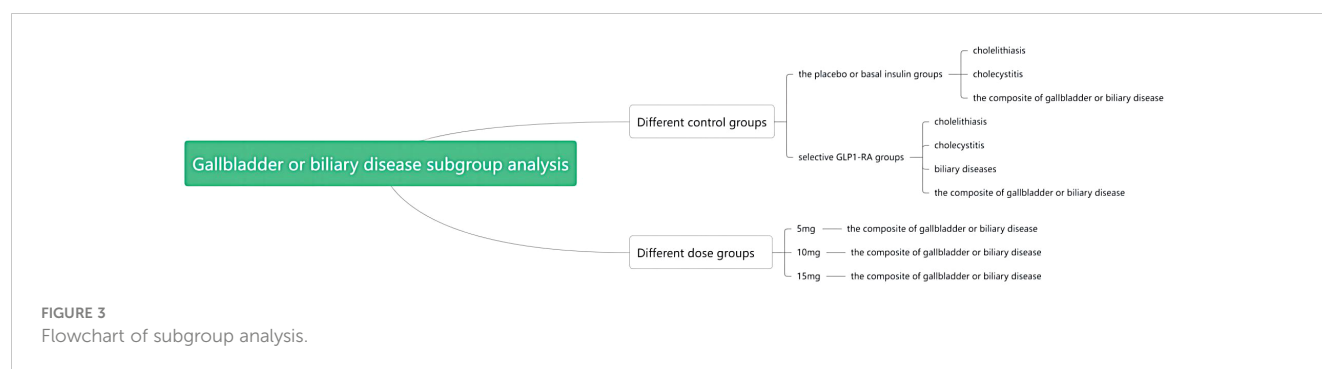 Gallbladder or biliary disease subgroup analysis
Different control groups
the placebo or basal insulin groups
cholelithiasis
cholecystitis
the composite of gallbladder or biliary disease
selective GLP1-RA groups
cholelithiasis
cholecystitis
biliary diseases
the composite of gallbladder or biliary disease
Different dose groups
5mg
the composite of gallbladder or biliary disease
10mg
the composite of gallbladder or biliary disease
15mg
the composite of gallbladder or biliary disease
FIGURE 3
Flowchart of subgroup analysis.